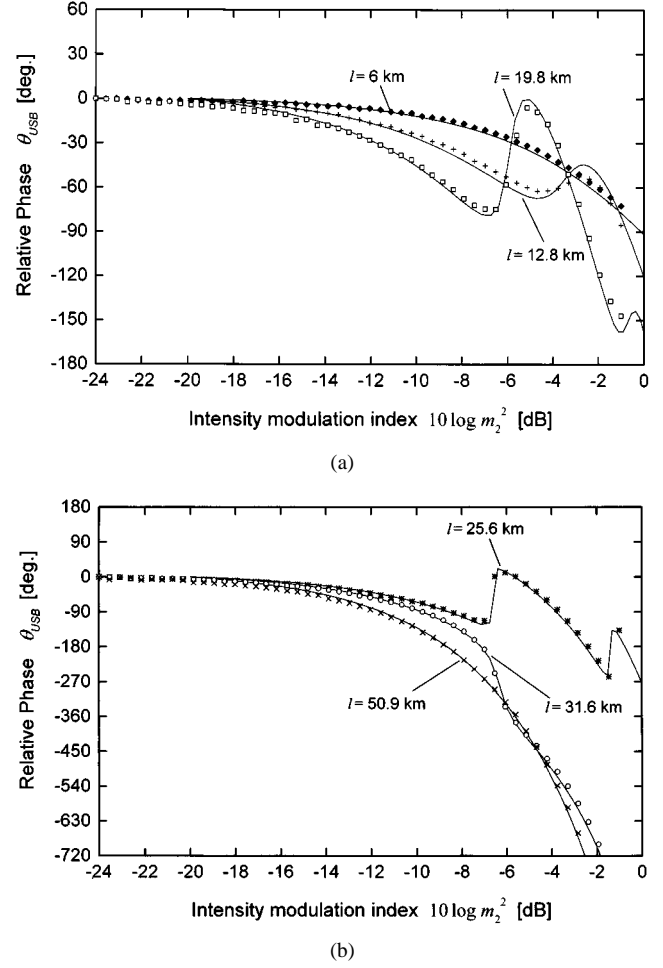 60
30
0
-30
-60
-90
-120
-150
-180
Relative Phase θUSB [deg.]
l = 6 km
l = 19.8 km
l = 12.8 km
-24 -22 -20 -18 -16 -14 -12 -10 -8 -6 -4 -2 0
Intensity modulation index 10 log m₂² [dB]
(a)
180
90
0
-90
-180
-270
-360
-450
-540
-630
-720
Relative Phase θUSB [deg.]
l = 25.6 km
l = 50.9 km
l = 31.6 km
-24 -22 -20 -18 -16 -14 -12 -10 -8 -6 -4 -2 0
Intensity modulation index 10 log m₂² [dB]
(b)